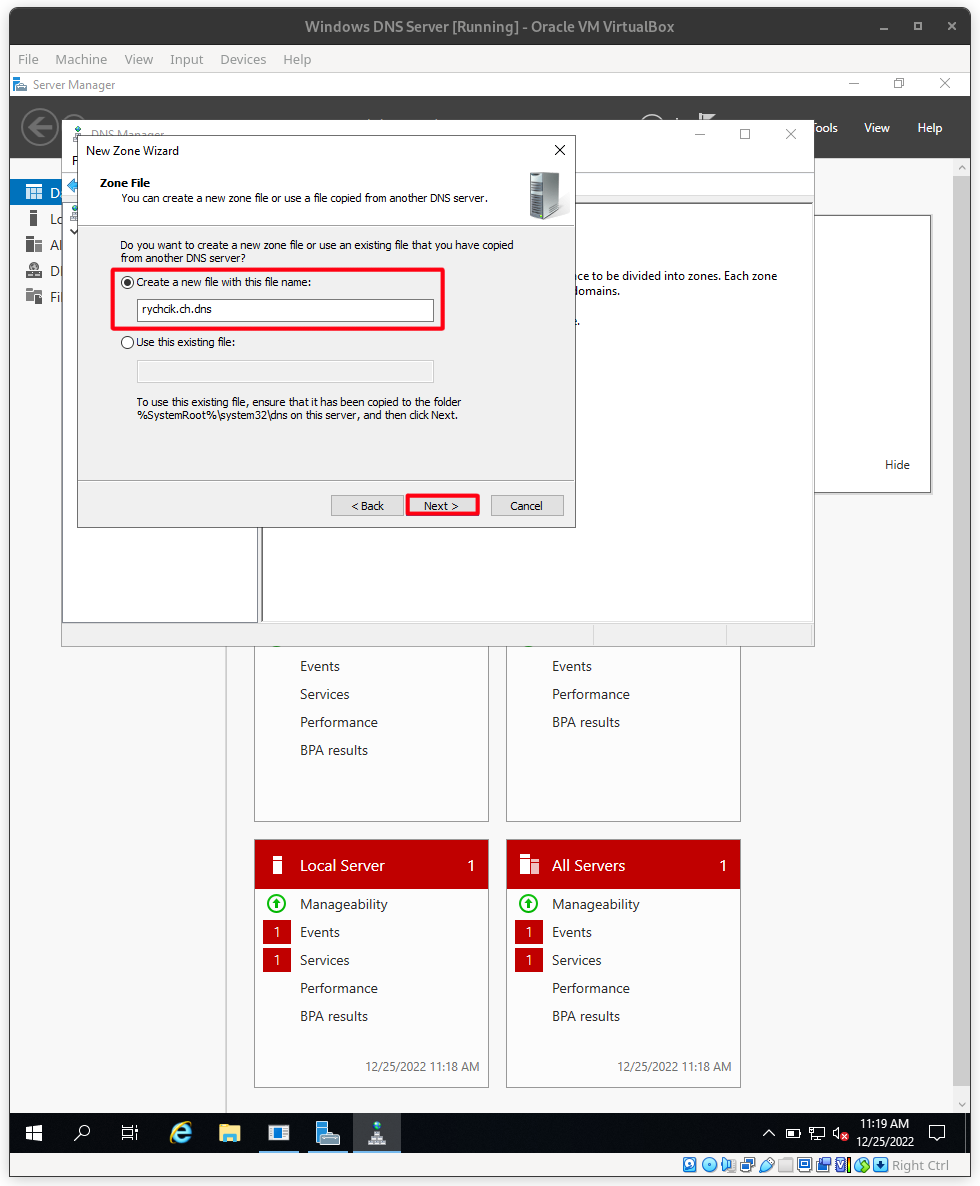 Windows DNS Server [Running] - Oracle VM VirtualBox
File Machine View Input Devices Help
Server Manager
Tools View Help
DNS Manager
New Zone Wizard
Zone File
You can create a new zone file or use a file copied from another DNS server.
Do you want to create a new zone file or use an existing file that you have copied
from another DNS server?
Create a new file with this file name:
rychcik.ch.dns
Use this existing file:
To use this existing file, ensure that it has been copied to the folder
%SystemRoot%\system32\dns on this server, and then click Next.
< Back Next > Cancel
to be divided into zones. Each zone
Hide
Events
Services
Performance
BPA results
Events
Performance
BPA results
Local Server 1
Manageability
1 Events
1 Services
Performance
BPA results
12/25/2022 11:18 AM
All Servers 1
Manageability
1 Events
1 Services
Performance
BPA results
12/25/2022 11:18 AM
11:19 AM
12/25/2022
Right Ctrl